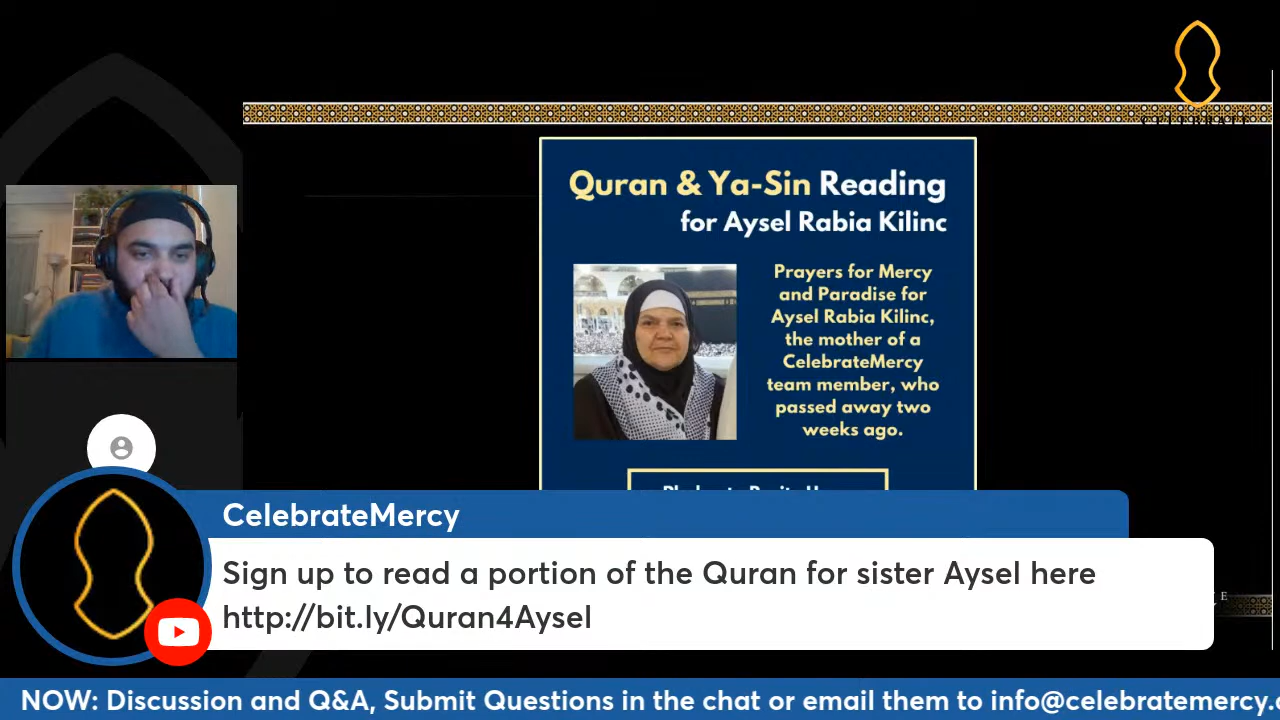 CELEBRATE
Quran & Ya-Sin Reading
for Aysel Rabia Kilinc
Prayers for Mercy
and Paradise for
Aysel Rabia Kilinc,
the mother of a
CelebrateMercy
team member, who
passed away two
weeks ago.
CelebrateMercy
Sign up to read a portion of the Quran for sister Aysel here
http://bit.ly/Quran4Aysel
NOW: Discussion and Q&A, Submit Questions in the chat or email them to info@celebratemercy.